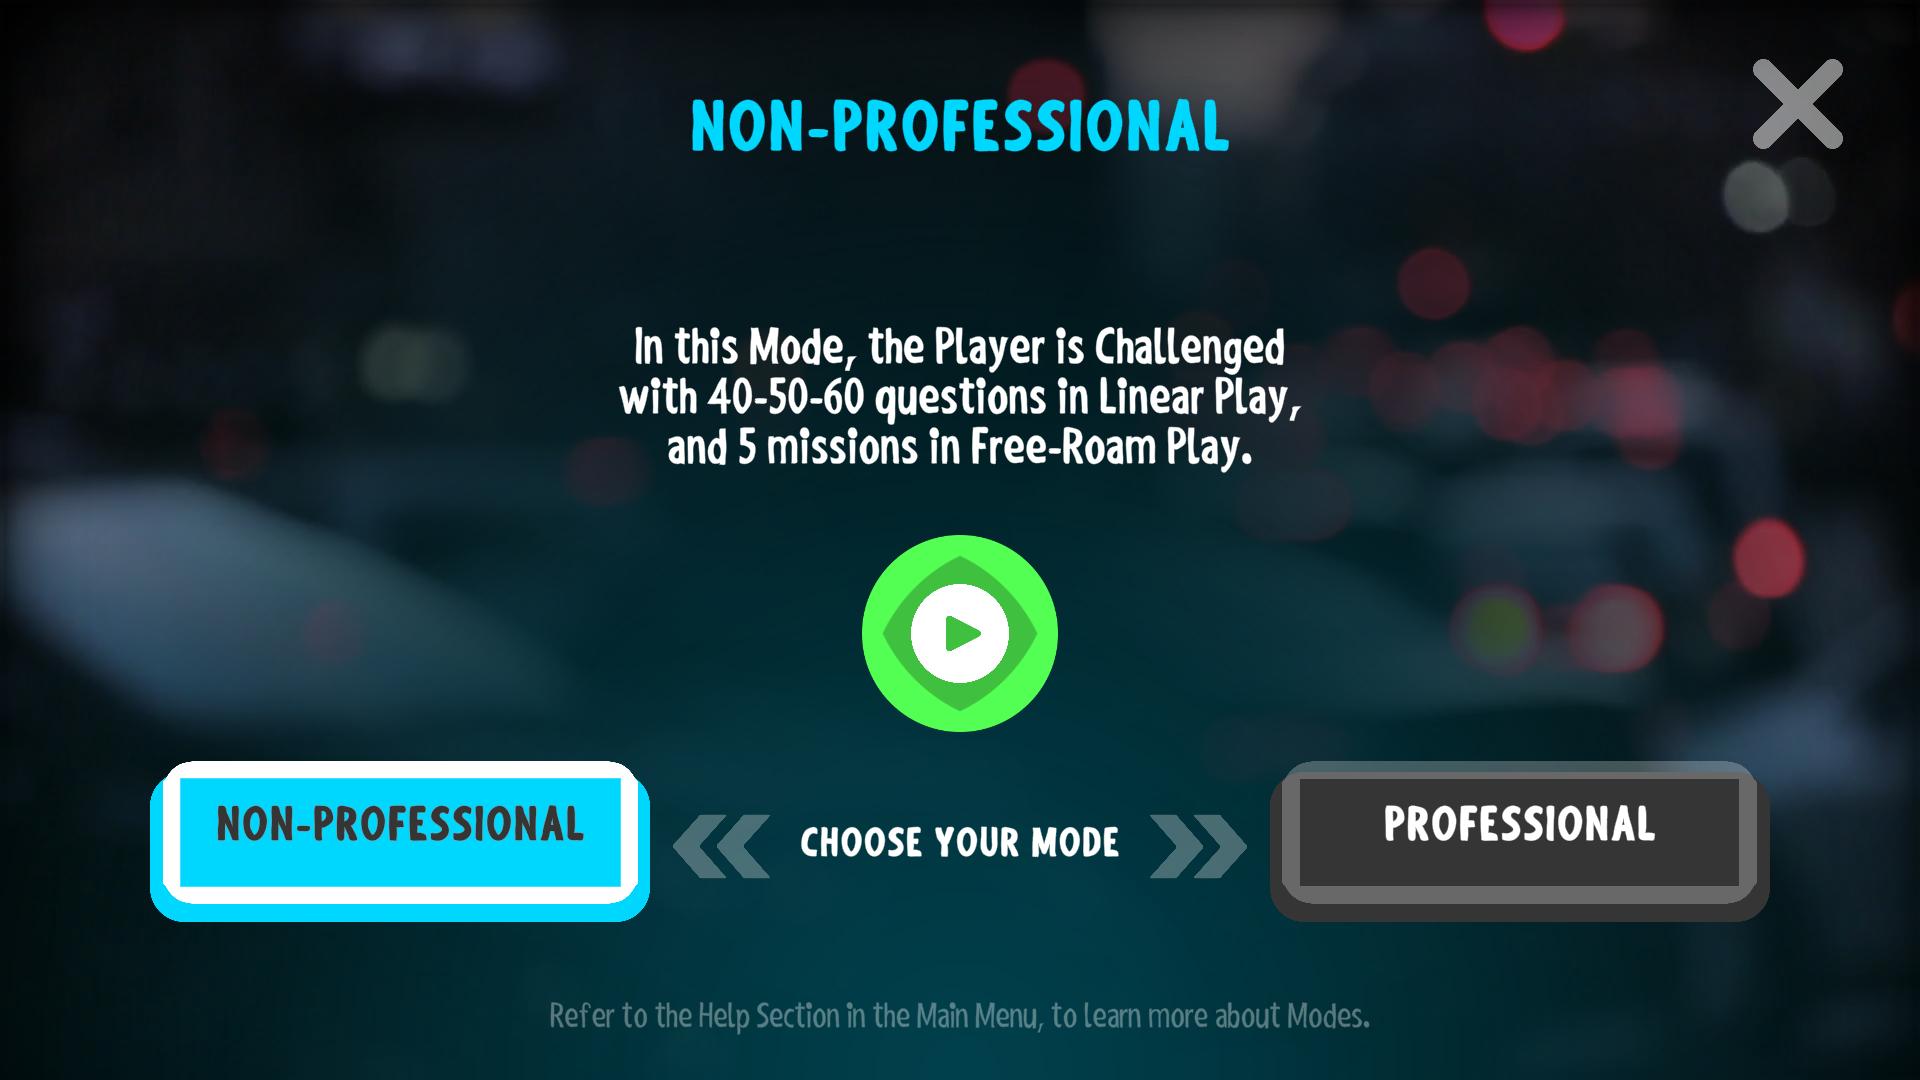 NON-PROFESSIONAL
In this Mode, the Player is Challenged
with 40-50-60 questions in Linear Play,
and 5 missions in Free-Roam Play.
NON-PROFESSIONAL
CHOOSE YOUR MODE
PROFESSIONAL
Refer to the Help Section in the Main Menu, to learn more about Modes.